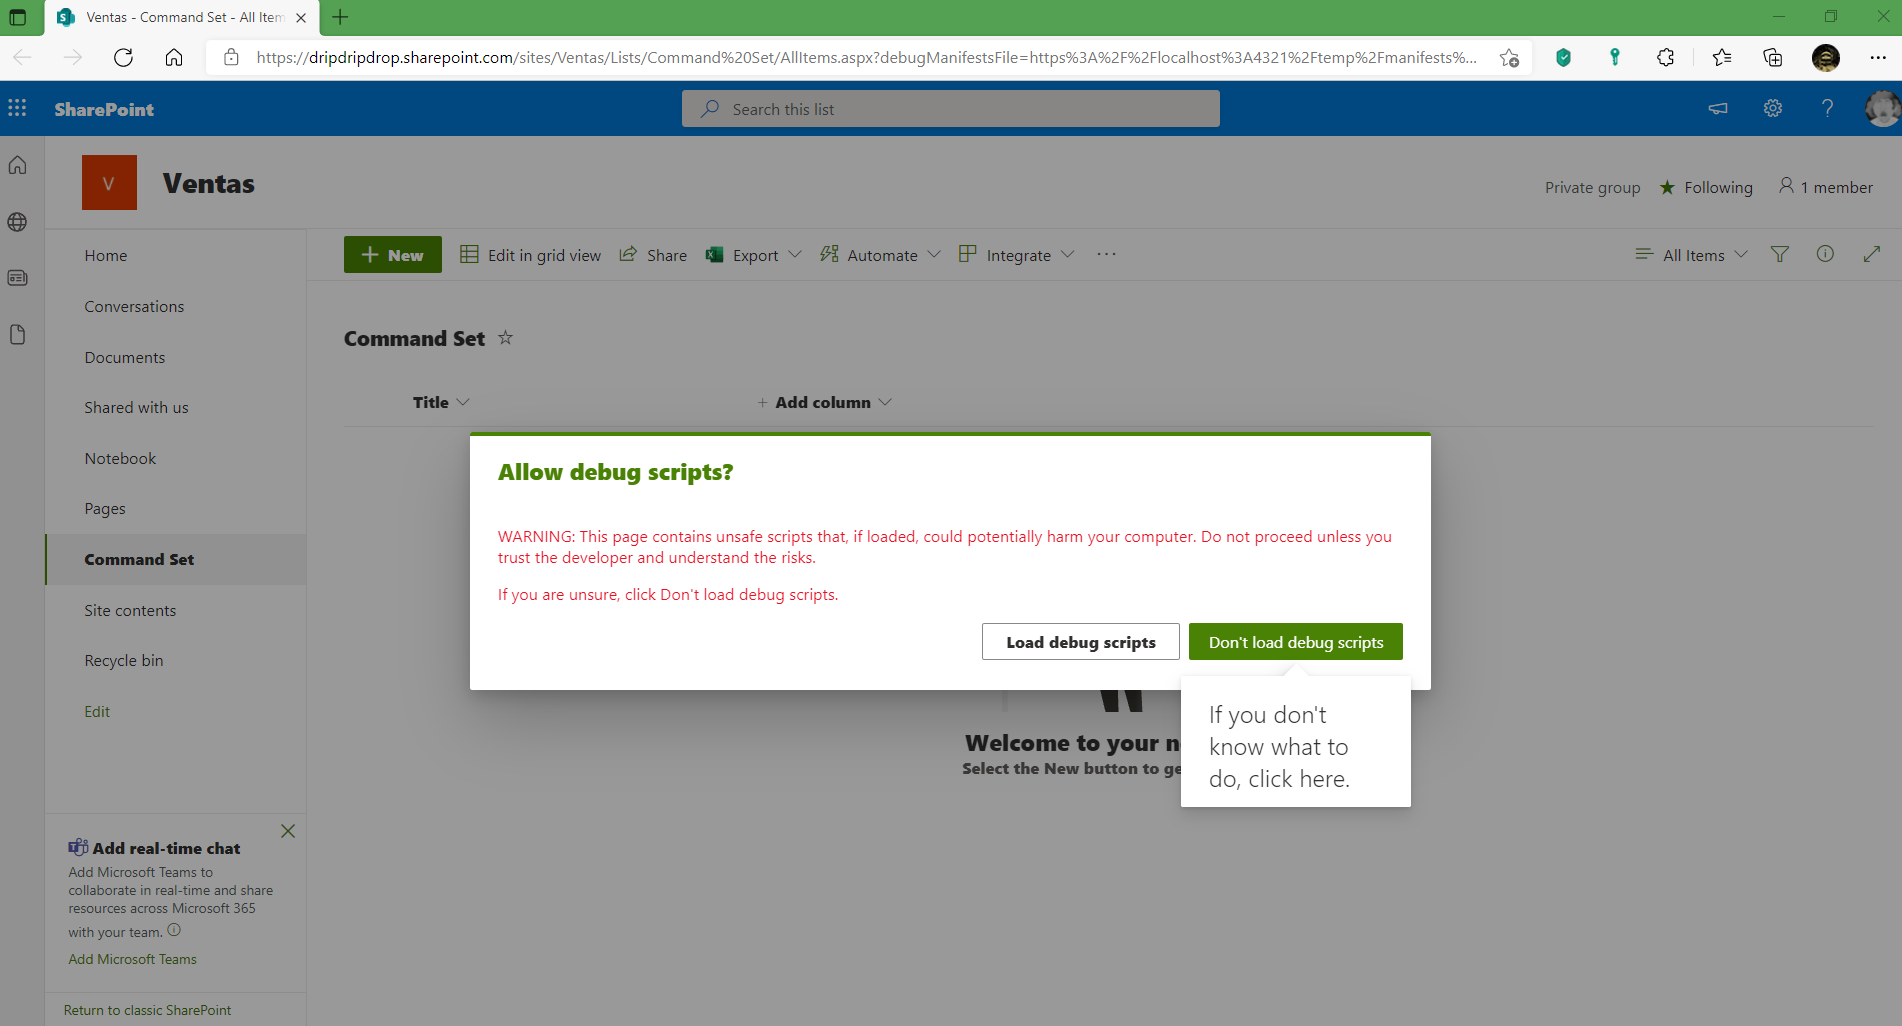 Ventas - Command Set - All Item
https://dripdripdrop.sharepoint.com/sites/Ventas/Lists/Command%20Set/AllItems.aspx?debugManifestsFile=https%3A%2F%2Flocalhost%3A4321%2Ftemp%2Fmanifests%...
SharePoint
Search this list
?
V
Ventas
Private group
Following
1 member
Home
Conversations
Documents
Shared with us
Notebook
Pages
Command Set
Site contents
Recycle bin
Edit
New
Edit in grid view
Share
Export
Automate
Integrate
...
All Items
Command Set
Title
+ Add column
Allow debug scripts?
WARNING: This page contains unsafe scripts that, if loaded, could potentially harm your computer. Do not proceed unless you
trust the developer and understand the risks.
If you are unsure, click Don't load debug scripts.
Load debug scripts
Don't load debug scripts
If you don't
know what to
do, click here.
Welcome to your n
Select the New button to ge
Add real-time chat
Add Microsoft Teams to
collaborate in real-time and share
resources across Microsoft 365
with your team.
Add Microsoft Teams
Return to classic SharePoint